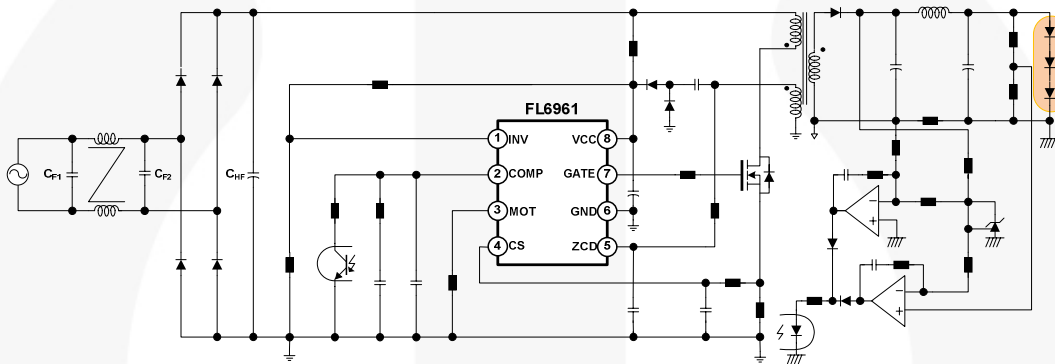 FL6961
1 INV
VCC 8
2 COMP
GATE 7
3 MOT
GND 6
4 CS
ZCD 5
CF1
CF2
CHF